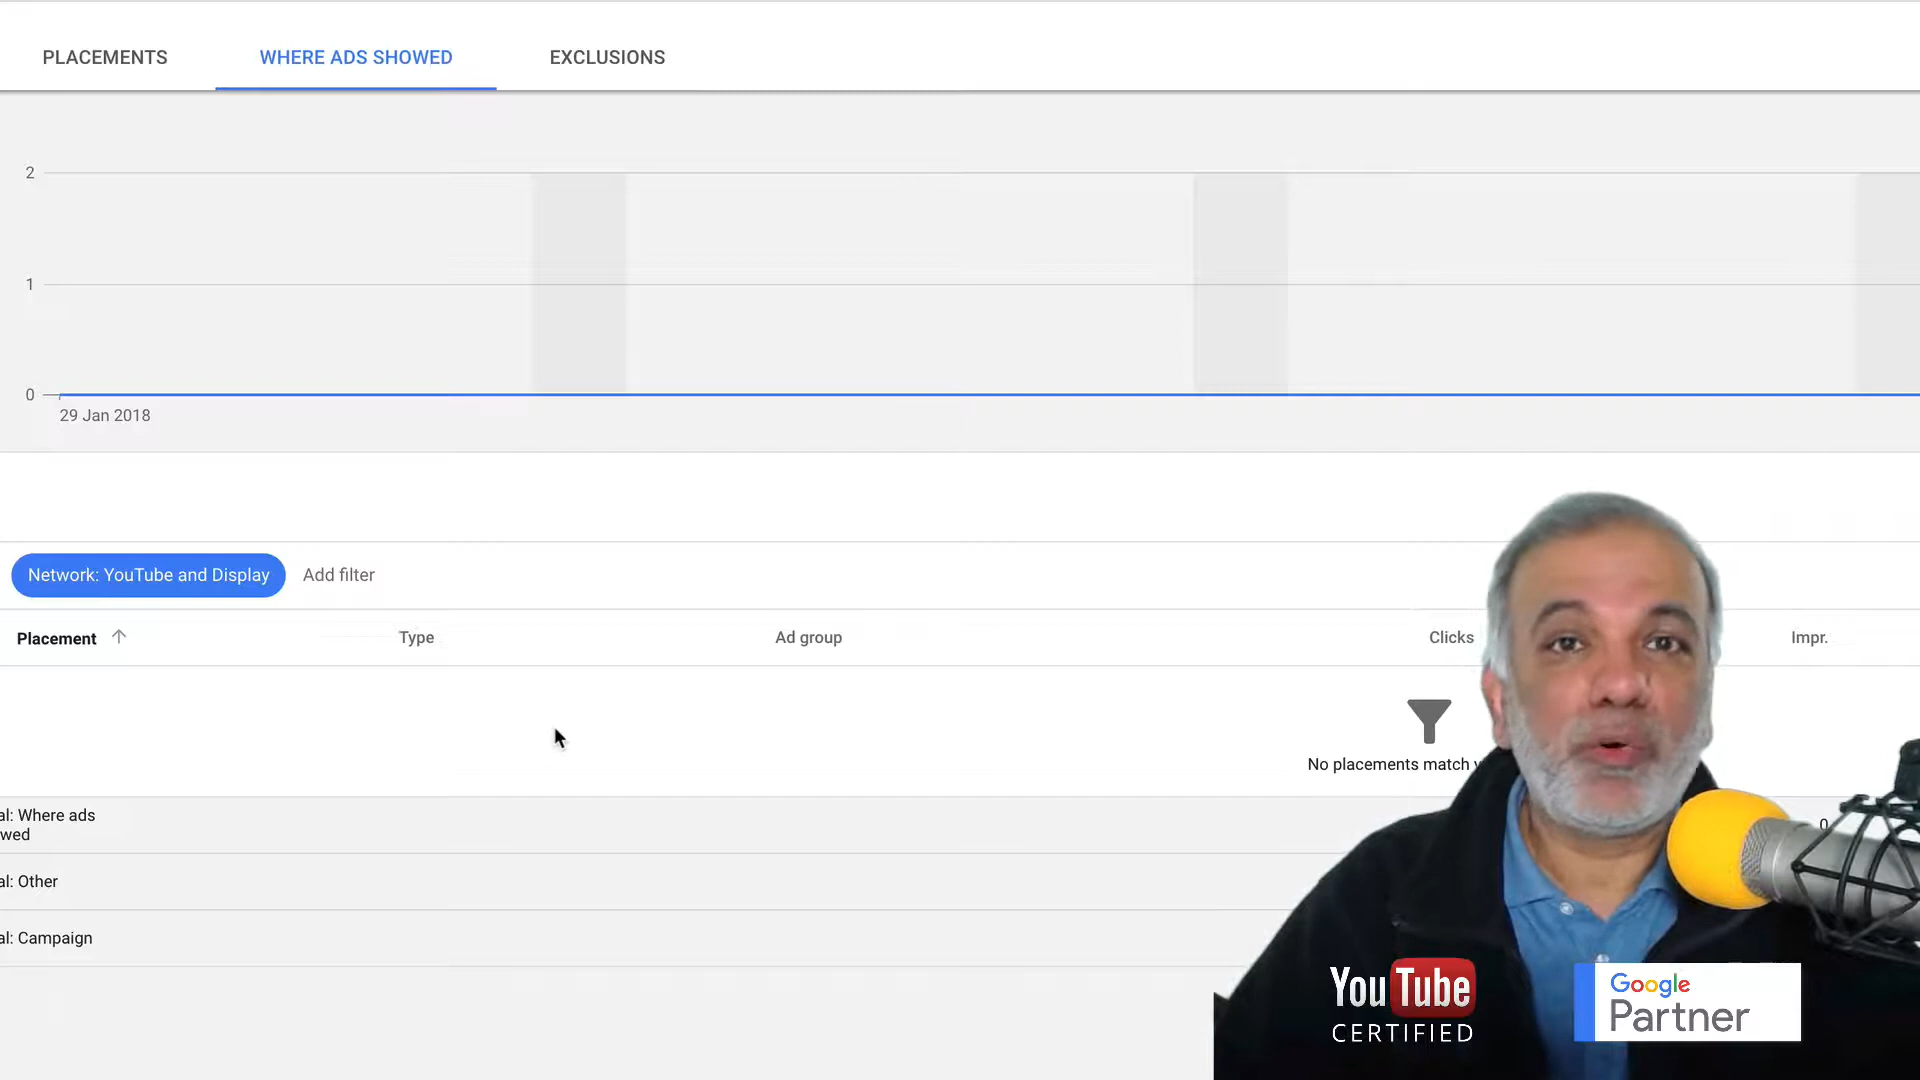 PLACEMENTS
WHERE ADS SHOWED
EXCLUSIONS
2
1
0
29 Jan 2018
Network: YouTube and Display
Add filter
Placement
Type
Ad group
Clicks
Impr.
No placements match
al: Where ads
wed
0
al: Other
al: Campaign
YouTube
CERTIFIED
Google
Partner